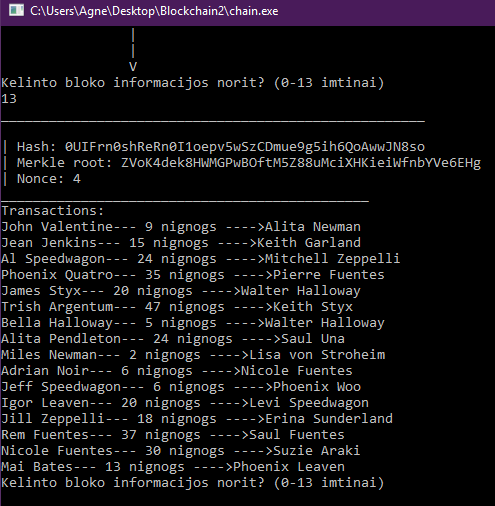 C:\Users\Agne\Desktop\Blockchain2\chain.exe
|
|
V
Kelinto bloko informacijos norit? (0-13 imtinai)
13
_____________________________________________________
| Hash: 0UIFrn0shReRn0I1oepv5wSzCDmue9g5ih6QoAwwJN8so
| Merkle root: ZVoK4dek8HWMGPwBOftM5Z88uMciXHKieiWfnbYVe6EHg
| Nonce: 4
______________________________________________
Transactions:
John Valentine--- 9 nignogs ---->Alita Newman
Jean Jenkins--- 15 nignogs ---->Keith Garland
Al Speedwagon--- 24 nignogs ---->Mitchell Zeppelli
Phoenix Quatro--- 35 nignogs ---->Pierre Fuentes
James Styx--- 20 nignogs ---->Walter Halloway
Trish Argentum--- 47 nignogs ---->Keith Styx
Bella Halloway--- 5 nignogs ---->Walter Halloway
Alita Pendleton--- 24 nignogs ---->Saul Una
Miles Newman--- 2 nignogs ---->Lisa von Stroheim
Adrian Noir--- 6 nignogs ---->Nicole Fuentes
Jeff Speedwagon--- 6 nignogs ---->Phoenix Woo
Igor Leaven--- 20 nignogs ---->Levi Speedwagon
Jill Zeppelli--- 18 nignogs ---->Erina Sunderland
Rem Fuentes--- 37 nignogs ---->Saul Fuentes
Nicole Fuentes--- 30 nignogs ---->Suzie Araki
Mai Bates--- 13 nignogs ---->Phoenix Leaven
Kelinto bloko informacijos norit? (0-13 imtinai)